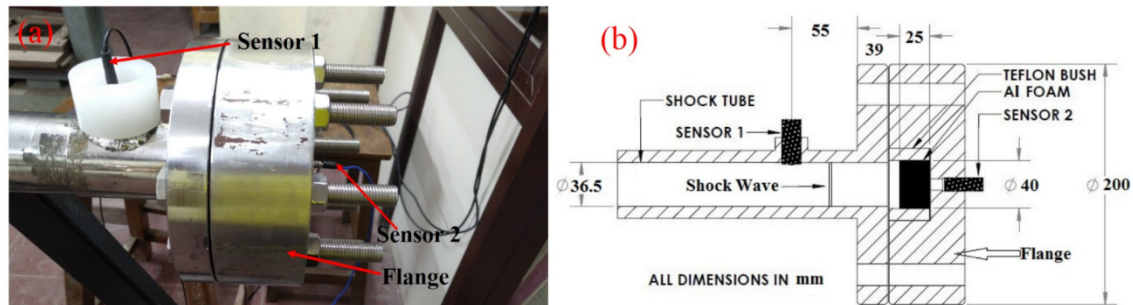 (a)
Sensor 1
Sensor 2
Flange
(b)
55
39
25
TEFLON BUSH
Al FOAM
SENSOR 2
SHOCK TUBE
SENSOR 1
Ø 36.5
Shock Wave
Ø 40
Ø 200
Flange
ALL DIMENSIONS IN mm